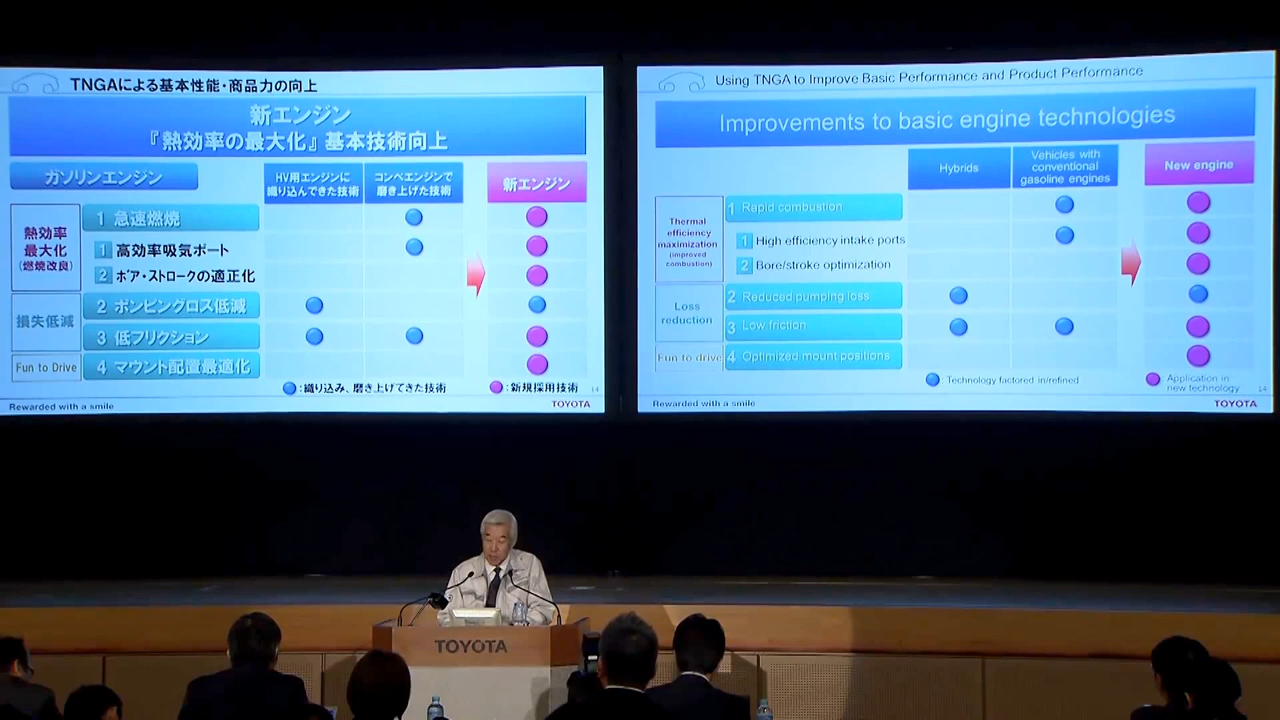 TNGAによる基本性能・商品力の向上
新エンジン
『熱効率の最大化』基本技術向上
ガソリンエンジン
HV用エンジンに
織り込んできた技術
コンベエンジンで
磨き上げた技術
新エンジン
熱効率
最大化
(燃焼改良)
1 急速燃焼
1 高効率吸気ポート
2 ボア・ストロークの適正化
損失低減
2 ポンピングロス低減
3 低フリクション
Fun to Drive
4 マウント配置最適化
:織り込み、磨き上げてきた技術
:新規採用技術
14
Rewarded with a smile
TOYOTA
Using TNGA to Improve Basic Performance and Product Performance
Improvements to basic engine technologies
Hybrids
Vehicles with
conventional
gasoline engines
New engine
Thermal
efficiency
maximization
(improved
combustion)
1 Rapid combustion
1 High efficiency intake ports
2 Bore/stroke optimization
Loss
reduction
2 Reduced pumping loss
3 Low friction
Fun to drive
4 Optimized mount positions
: Technology factored in/refined
: Application in
new technology
14
Rewarded with a smile
TOYOTA
TOYOTA